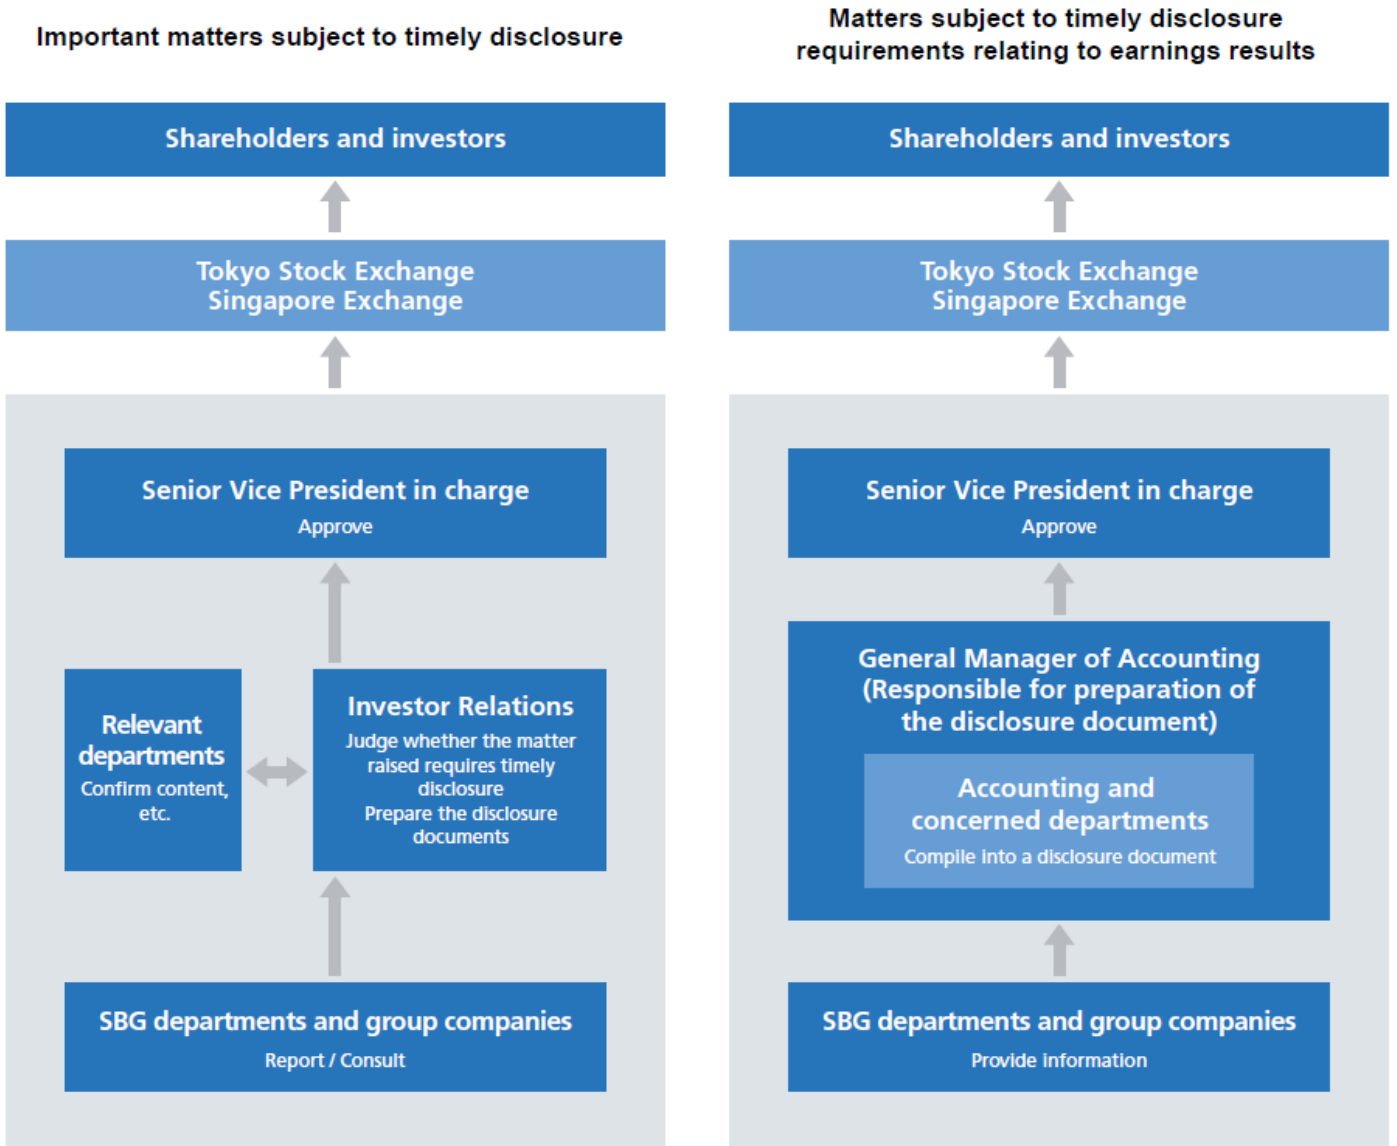 Important matters subject to timely disclosure
Shareholders and investors
Tokyo Stock Exchange
Singapore Exchange
Senior Vice President in charge
Approve
Relevant
departments
Confirm content,
etc.
Investor Relations
Judge whether the matter
raised requires timely
disclosure
Prepare the disclosure
documents
SBG departments and group companies
Report / Consult
Matters subject to timely disclosure
requirements relating to earnings results
Shareholders and investors
Tokyo Stock Exchange
Singapore Exchange
Senior Vice President in charge
Approve
General Manager of Accounting
(Responsible for preparation of
the disclosure document)
Accounting and
concerned departments
Compile into a disclosure document
SBG departments and group companies
Provide information